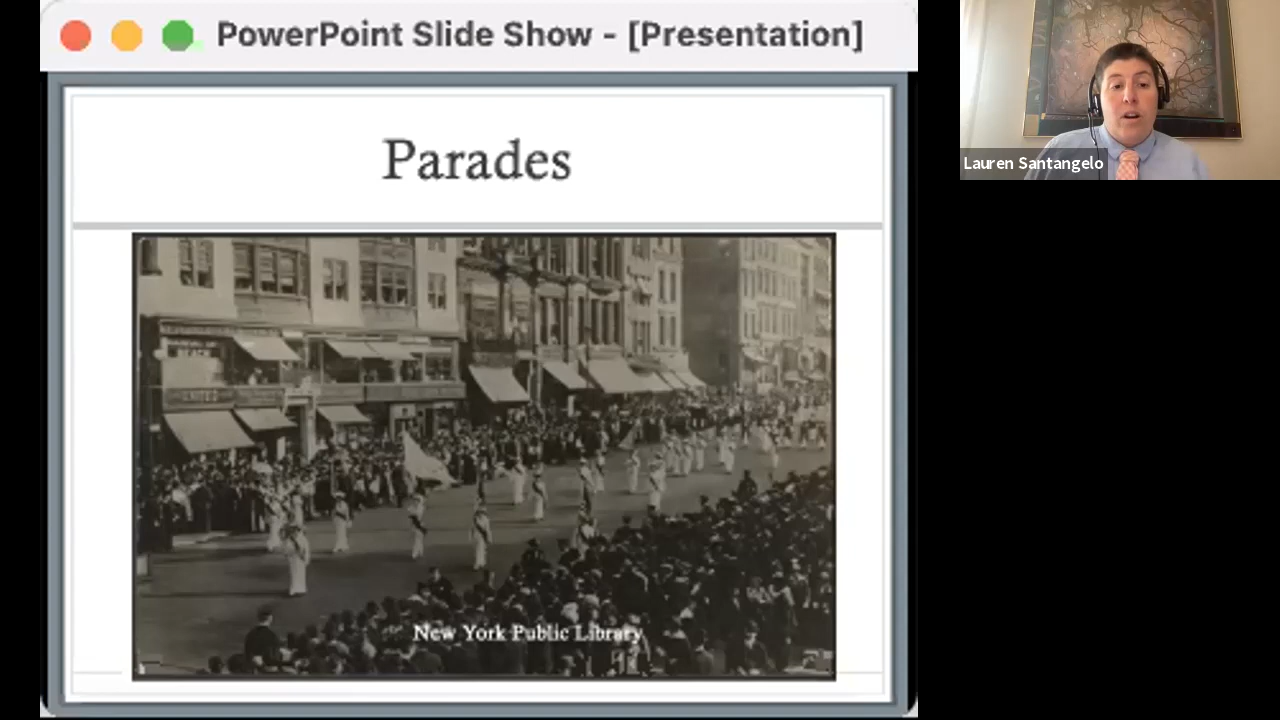 PowerPoint Slide Show - [Presentation]
Parades
New York Public Library
Lauren Santangelo